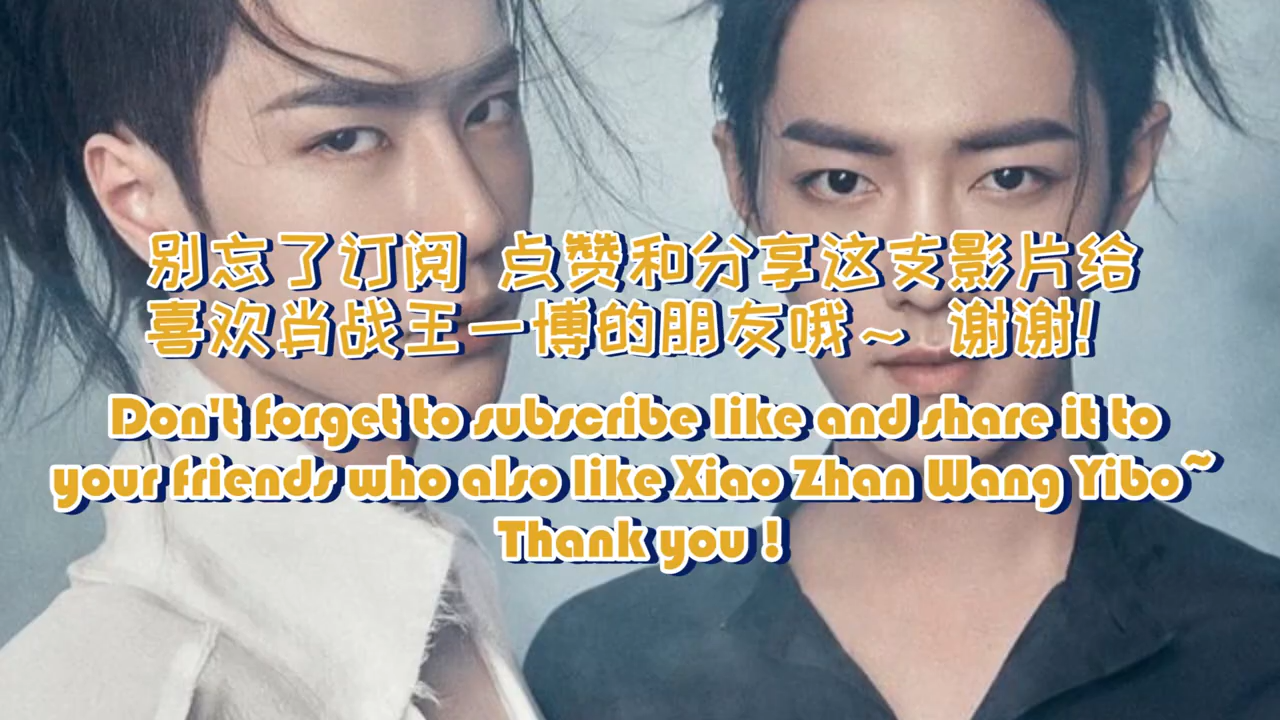 别忘了订阅 点赞和分享这支影片给
喜欢肖战王一博的朋友哦～ 谢谢!
Don't forget to subscribe like and share it to
your friends who also like Xiao Zhan Wang Yibo~
Thank you !